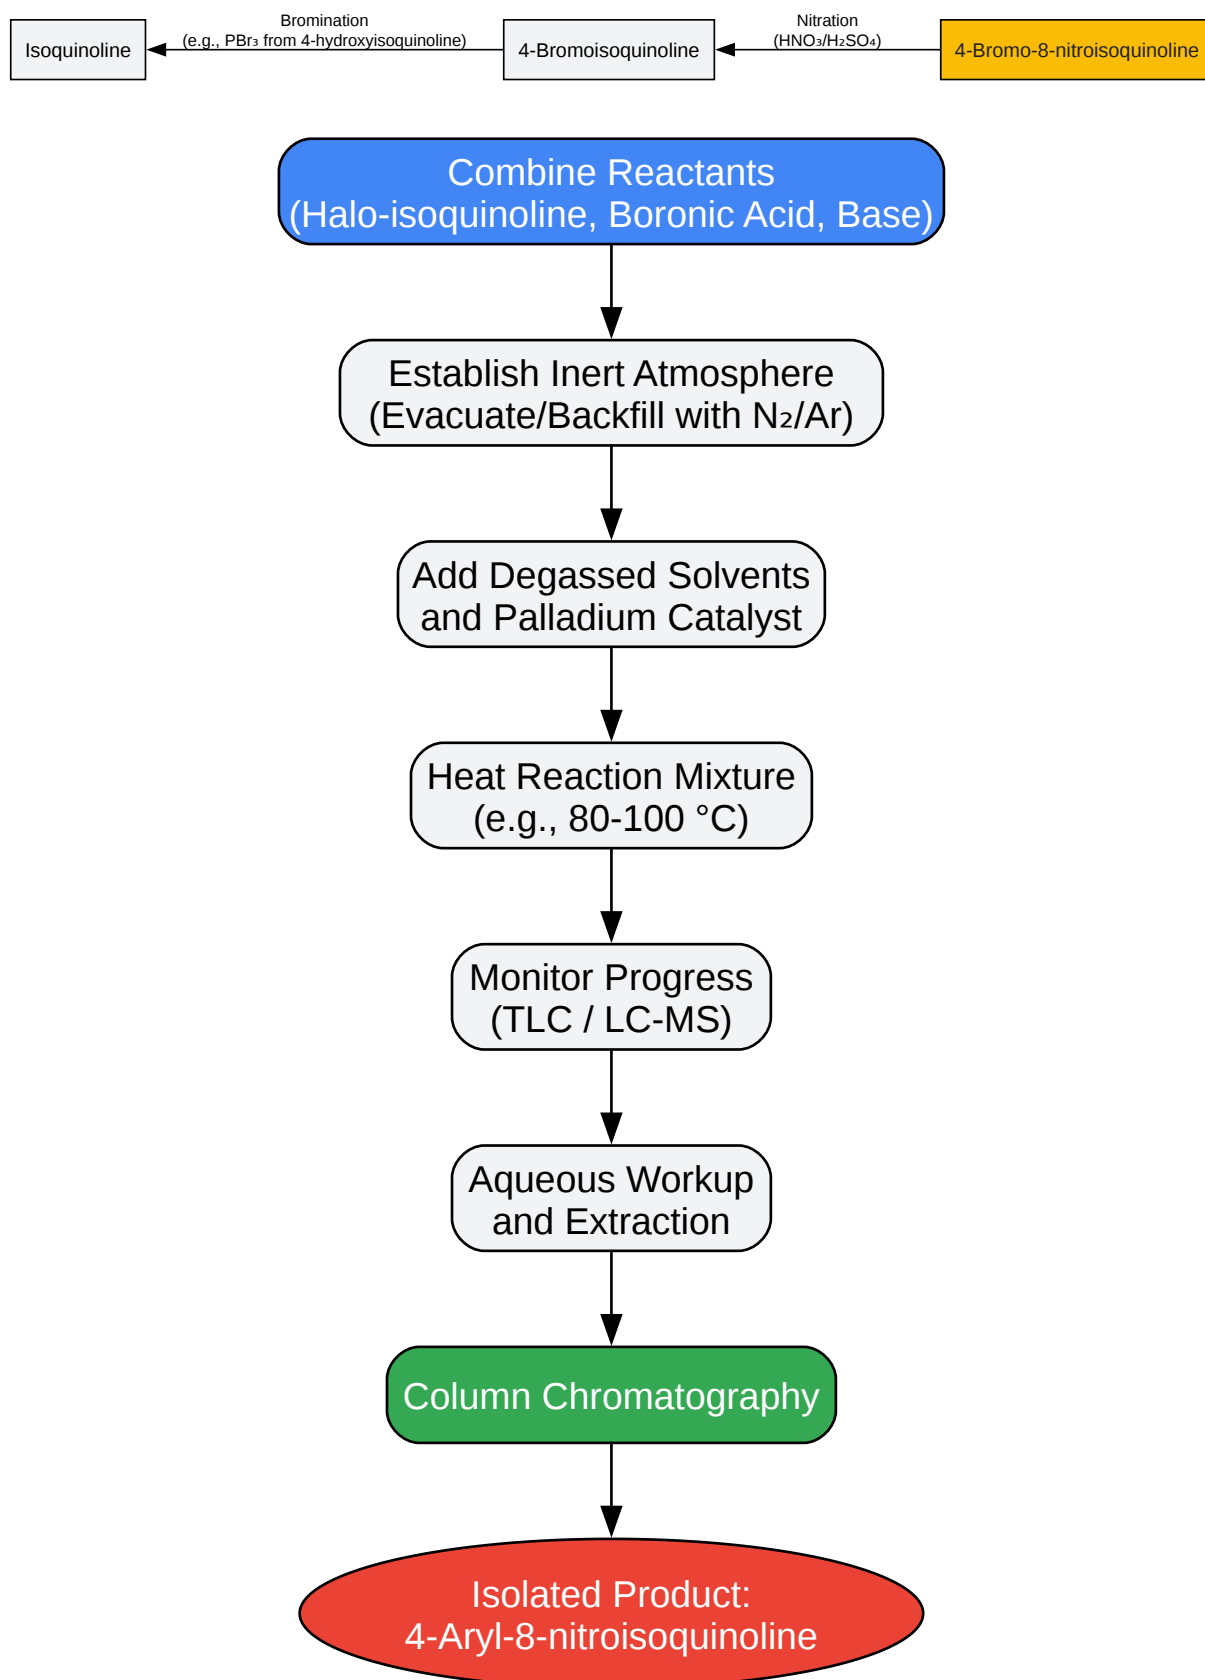 Isoquinoline
Bromination
(e.g., PBr₃ from 4-hydroxyisoquinoline)
4-Bromoisoquinoline
Nitration
(HNO₃/H₂SO₄)
4-Bromo-8-nitroisoquinoline
Combine Reactants
(Halo-isoquinoline, Boronic Acid, Base)
Establish Inert Atmosphere
(Evacuate/Backfill with N₂/Ar)
Add Degassed Solvents
and Palladium Catalyst
Heat Reaction Mixture
(e.g., 80-100 °C)
Monitor Progress
(TLC / LC-MS)
Aqueous Workup
and Extraction
Column Chromatography
Isolated Product:
4-Aryl-8-nitroisoquinoline